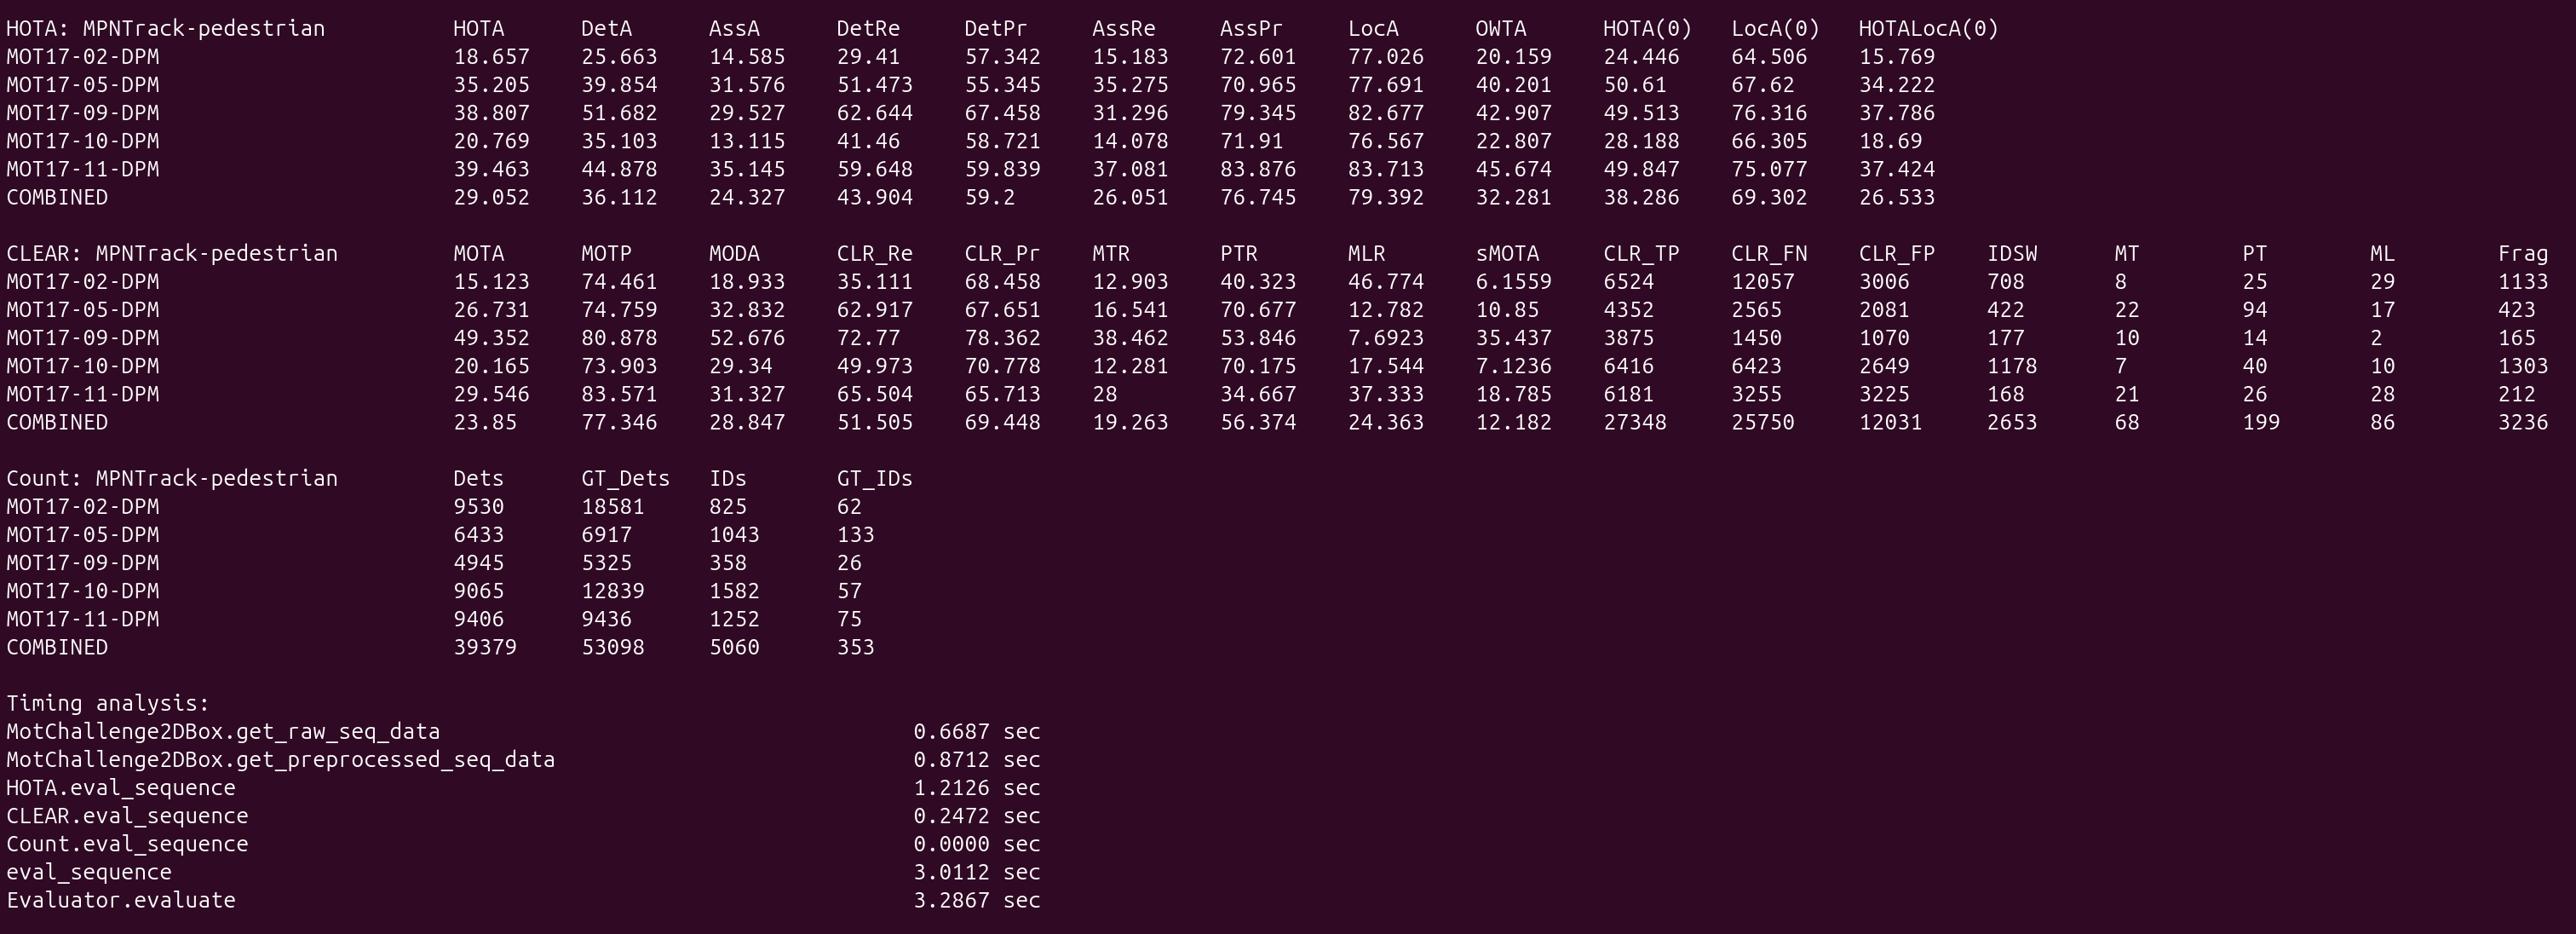 HOTA: MPNTrack-pedestrian HOTA DetA AssA DetRe DetPr AssRe AssPr LocA OWTA HOTA(0) LocA(0) HOTALocA(0)
MOT17-02-DPM 18.657 25.663 14.585 29.41 57.342 15.183 72.601 77.026 20.159 24.446 64.506 15.769
MOT17-05-DPM 35.205 39.854 31.576 51.473 55.345 35.275 70.965 77.691 40.201 50.61 67.62 34.222
MOT17-09-DPM 38.807 51.682 29.527 62.644 67.458 31.296 79.345 82.677 42.907 49.513 76.316 37.786
MOT17-10-DPM 20.769 35.103 13.115 41.46 58.721 14.078 71.91 76.567 22.807 28.188 66.305 18.69
MOT17-11-DPM 39.463 44.878 35.145 59.648 59.839 37.081 83.876 83.713 45.674 49.847 75.077 37.424
COMBINED 29.052 36.112 24.327 43.904 59.2 26.051 76.745 79.392 32.281 38.286 69.302 26.533
CLEAR: MPNTrack-pedestrian MOTA MOTP MODA CLR_Re CLR_Pr MTR PTR MLR sMOTA CLR_TP CLR_FN CLR_FP IDSW MT PT ML Frag
MOT17-02-DPM 15.123 74.461 18.933 35.111 68.458 12.903 40.323 46.774 6.1559 6524 12057 3006 708 8 25 29 1133
MOT17-05-DPM 26.731 74.759 32.832 62.917 67.651 16.541 70.677 12.782 10.85 4352 2565 2081 422 22 94 17 423
MOT17-09-DPM 49.352 80.878 52.676 72.77 78.362 38.462 53.846 7.6923 35.437 3875 1450 1070 177 10 14 2 165
MOT17-10-DPM 20.165 73.903 29.34 49.973 70.778 12.281 70.175 17.544 7.1236 6416 6423 2649 1178 7 40 10 1303
MOT17-11-DPM 29.546 83.571 31.327 65.504 65.713 28 34.667 37.333 18.785 6181 3255 3225 168 21 26 28 212
COMBINED 23.85 77.346 28.847 51.505 69.448 19.263 56.374 24.363 12.182 27348 25750 12031 2653 68 199 86 3236
Count: MPNTrack-pedestrian Dets GT_Dets IDs GT_IDs
MOT17-02-DPM 9530 18581 825 62
MOT17-05-DPM 6433 6917 1043 133
MOT17-09-DPM 4945 5325 358 26
MOT17-10-DPM 9065 12839 1582 57
MOT17-11-DPM 9406 9436 1252 75
COMBINED 39379 53098 5060 353
Timing analysis:
MotChallenge2DBox.get_raw_seq_data 0.6687 sec
MotChallenge2DBox.get_preprocessed_seq_data 0.8712 sec
HOTA.eval_sequence 1.2126 sec
CLEAR.eval_sequence 0.2472 sec
Count.eval_sequence 0.0000 sec
eval_sequence 3.0112 sec
Evaluator.evaluate 3.2867 sec